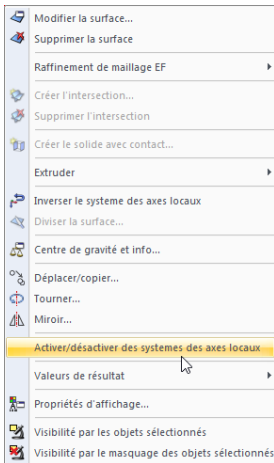 Modifier la surface...
Supprimer la surface
Raffinement de maillage EF
Créer l'intersection...
Supprimer l'intersection
Créer le solide avec contact...
Extruder
Inverser le systeme des axes locaux
Diviser la surface...
Centre de gravité et info...
Déplacer/copier...
Tourner...
Miroir...
Activer/désactiver des systemes des axes locaux
Valeurs de résultat
Propriétés d'affichage...
Visibilité par les objets sélectionnés
Visibilité par le masquage des objets sélectionnés